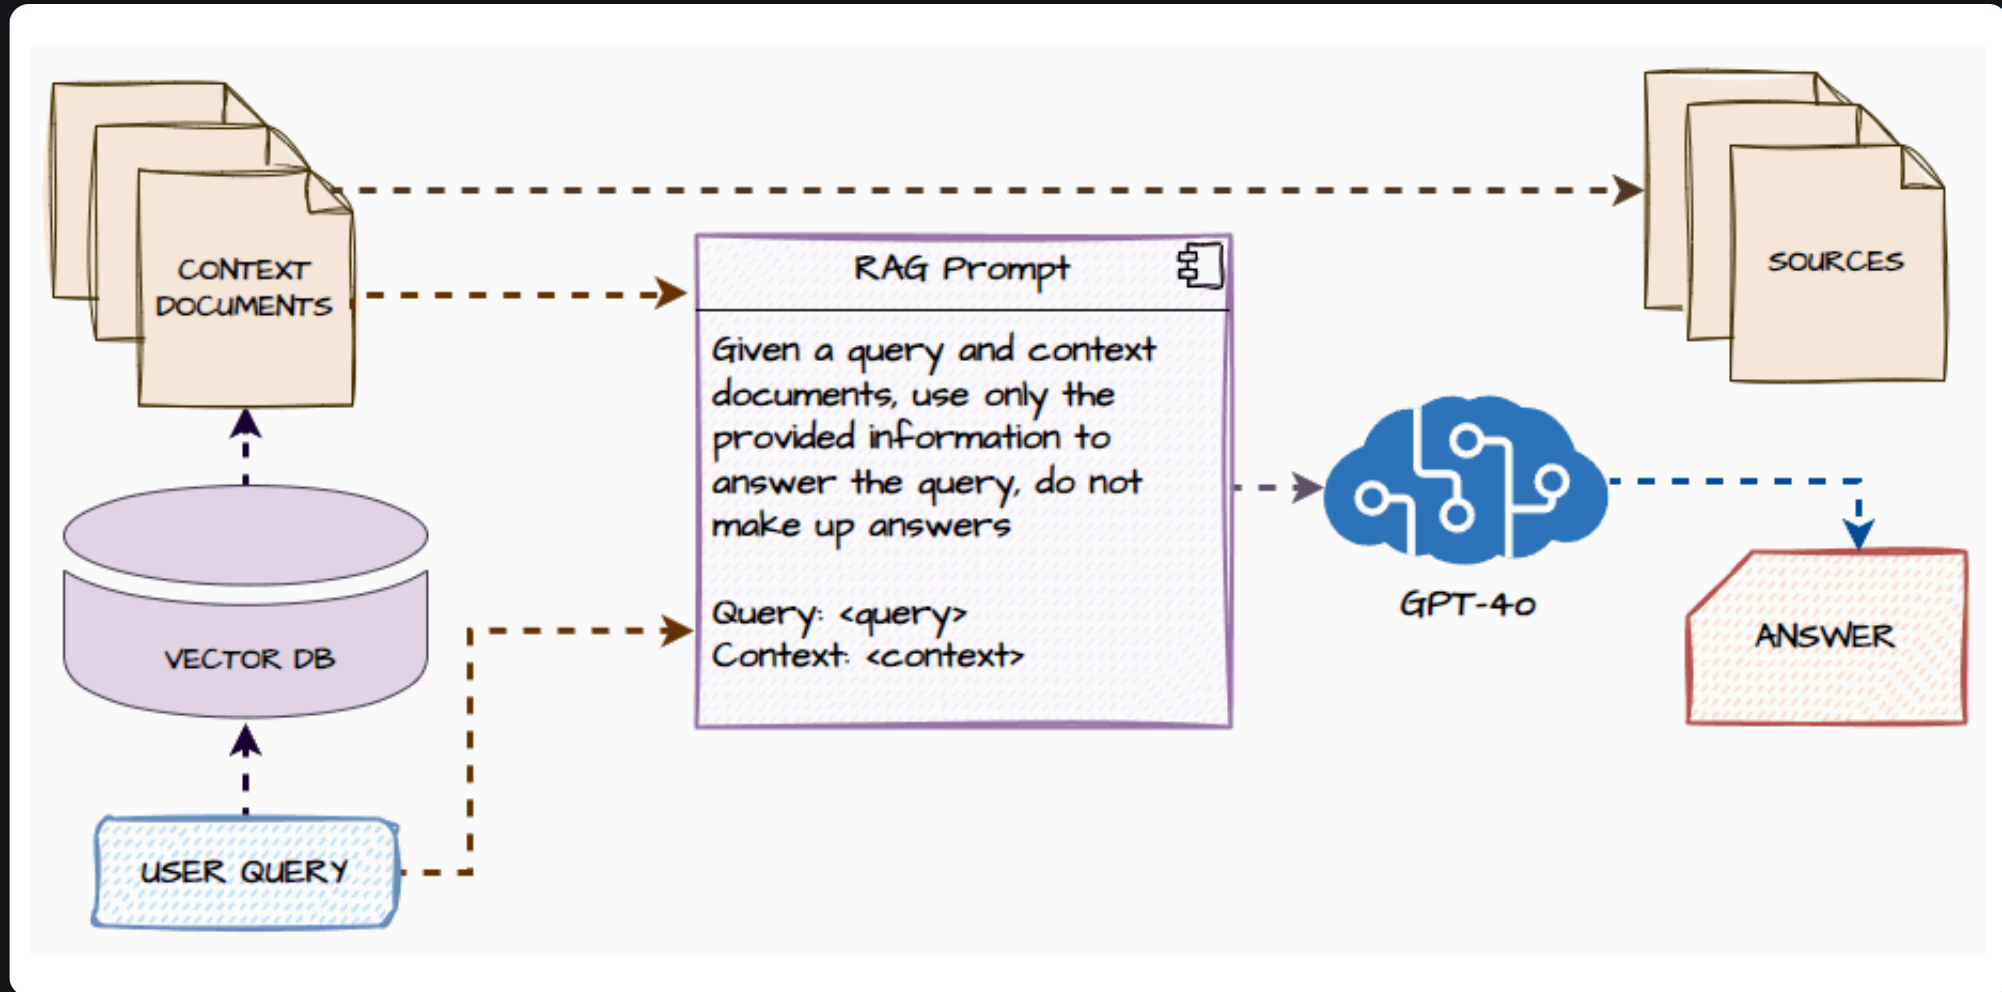 CONTEXT
DOCUMENTS
SOURCES
RAG Prompt
Given a query and context
documents, use only the
provided information to
answer the query, do not
make up answers
Query: <query>
Context: <context>
GPT-4o
ANSWER
VECTOR DB
USER QUERY